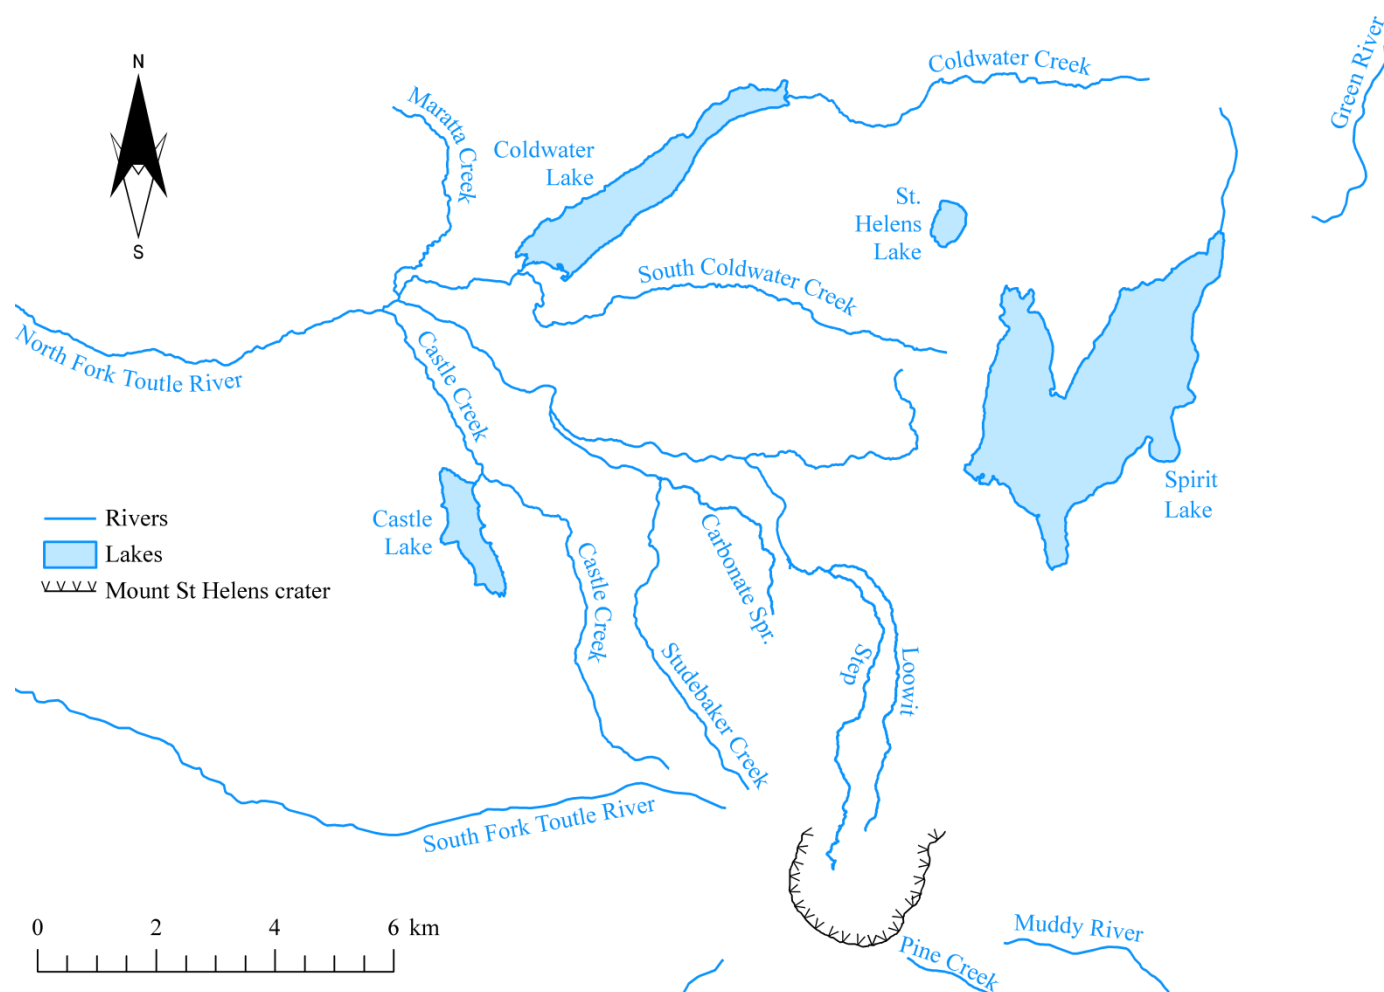 N
S
Maratta Creek
Coldwater
Lake
Coldwater Creek
Green River
St.
Helens
Lake
South Coldwater Creek
North Fork Toutle River
Castle Creek
Spirit
Lake
Castle
Lake
Rivers
Lakes
Mount St Helens crater
Castle Creek
Carbonate Spr.
Studebaker Creek
Step
Loowit
South Fork Toutle River
0 2 4 6 km
Pine Creek
Muddy River